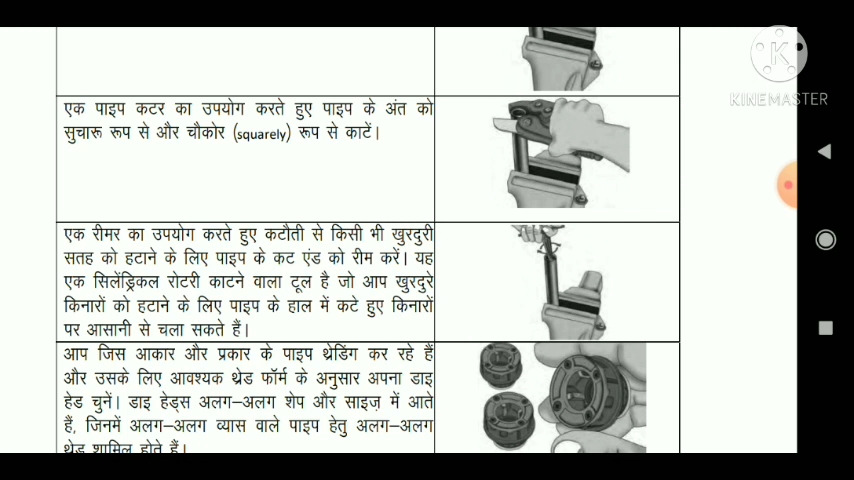 KINEMASTER
एक पाइप कटर का उपयोग करते हुए पाइप के अंत को
सुचारू रूप से और चौकोर (squarely) रूप से काटें।
एक रीमर का उपयोग करते हुए कटौती से किसी भी खुरदुरी
सतह को हटाने के लिए पाइप के कट एंड को रीम करें। यह
एक सिलेंड्रिकल रोटरी काटने वाला टूल है जो आप खुरदुरे
किनारों को हटाने के लिए पाइप के हाल में कटे हुए किनारों
पर आसानी से चला सकते हैं।
आप जिस आकार और प्रकार के पाइप थ्रेडिंग कर रहे हैं
और उसके लिए आवश्यक थ्रेड फॉर्म के अनुसार अपना डाइ
हेड चुनें। डाइ हेड्स अलग–अलग शेप और साइज़ में आते
हैं, जिनमें अलग–अलग व्यास वाले पाइप हेतु अलग–अलग
थ्रेड शामिल होते हैं।